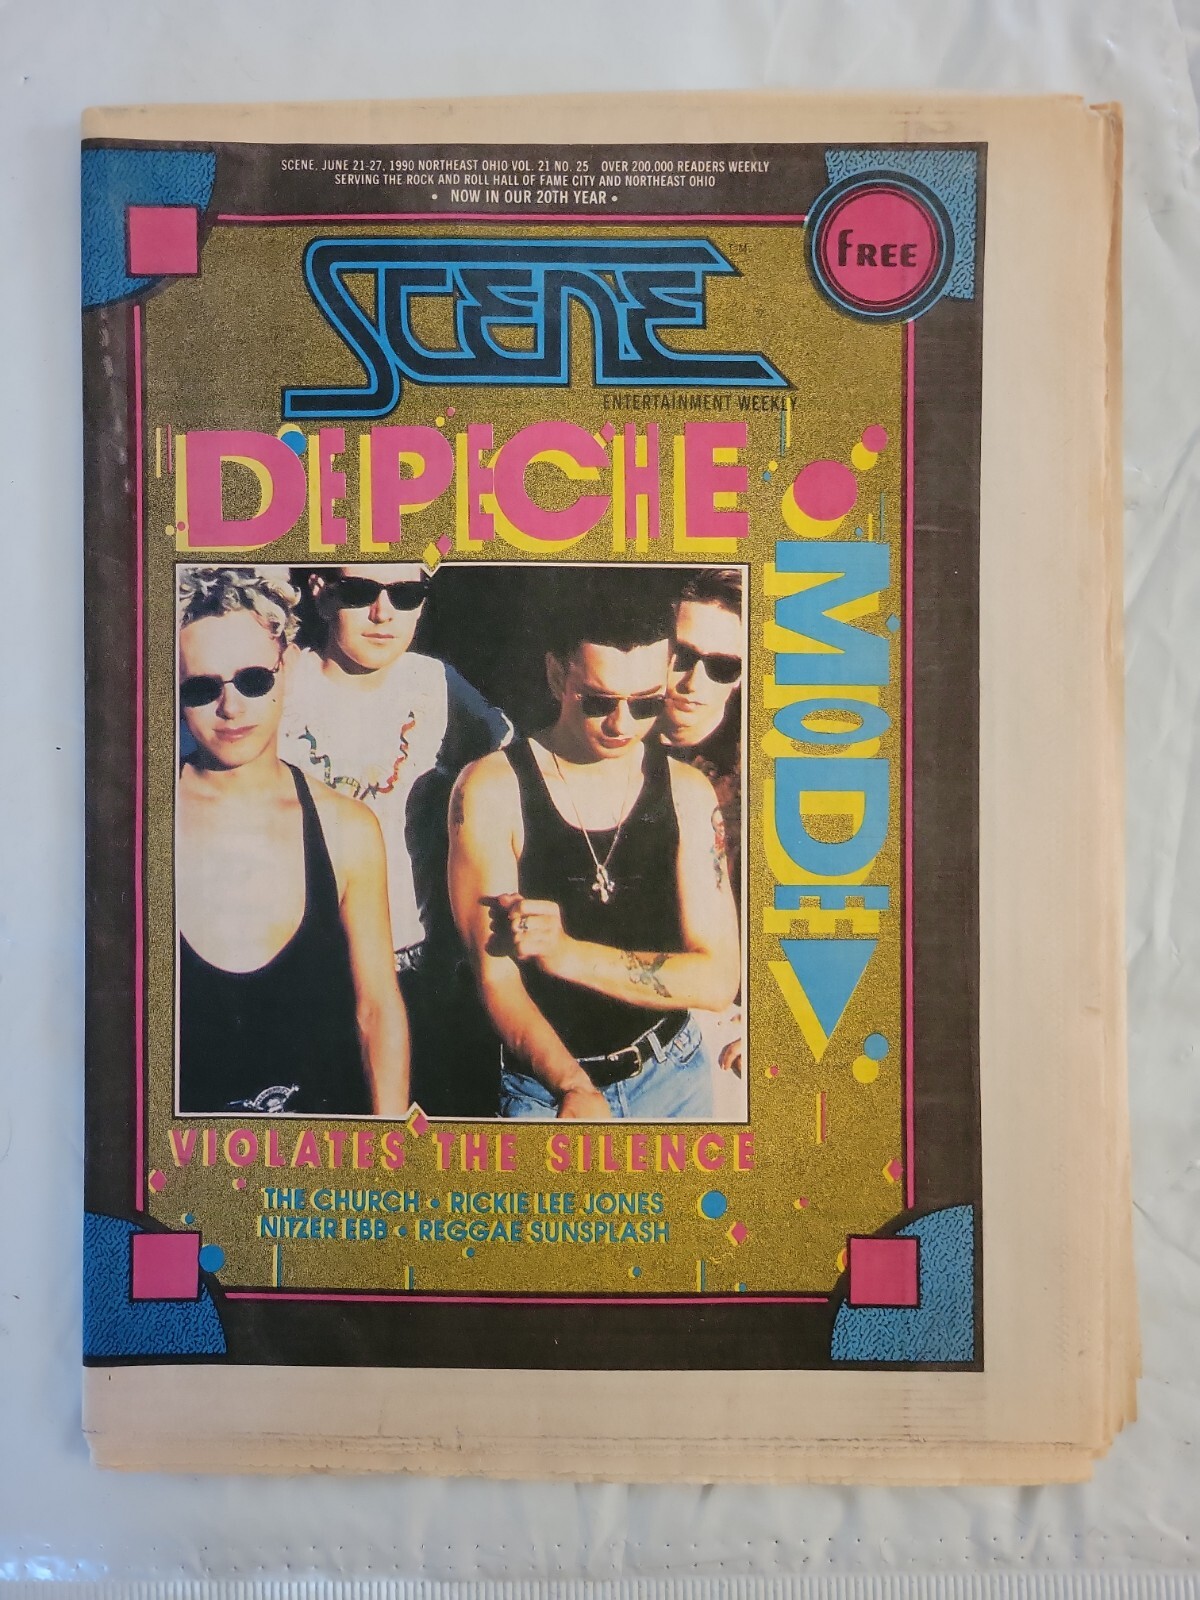 SCENE, JUNE 21-27, 1990 NORTHEAST OHIO VOL. 21 NO. 25 OVER 200,000 READERS WEEKLY
SERVING THE ROCK AND ROLL HALL OF FAME CITY AND NORTHEAST OHIO
• NOW IN OUR 20TH YEAR •
FREE
SCENE T.M.
ENTERTAINMENT WEEKLY
DEPECHE
MODE
VIOLATES THE SILENCE
THE CHURCH • RICKIE LEE JONES
NITZER EBB • REGGAE SUNSPLASH